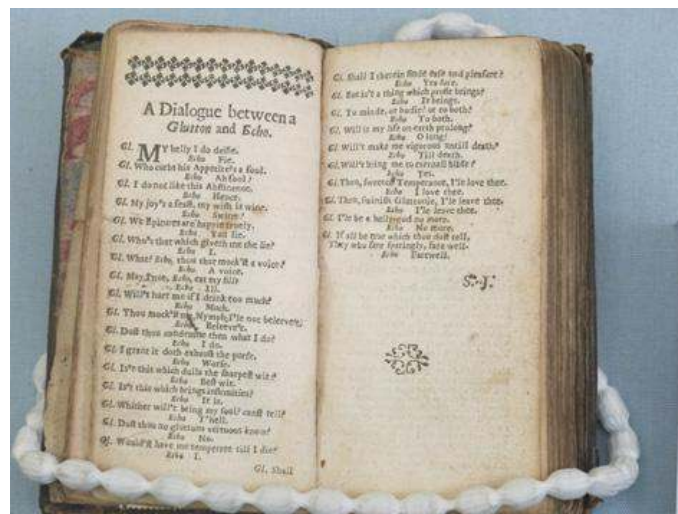 A Dialogue between a
Glutton and Echo.
Gl. MY belly I do deifie.
Echo Fie.
Gl. Who curbs his Appetite's a fool.
Echo Ah fool!
Gl. I do not like this Abstinence.
Echo Hence.
Gl. My joy's a feast, my wish is wine.
Echo Swine!
Gl. We Epicures are happie truely.
Echo You lie.
Gl. Who's that which giveth me the lie?
Echo I.
Gl. What? Echo, thou that mock'st a voice?
Echo A voice.
Gl. May I not, Echo, eat my fill?
Echo Ill.
Gl. Will't hurt me if I drink too much?
Echo Much.
Gl. Thou mock'st me, Nymph, I'le not beleeve't.
Echo Beleeve't.
Gl. Dost thou condemne then what I do?
Echo I do.
Gl. I grant it doth exhaust the purse.
Echo Worse.
Gl. Is't this which dulls the sharpest wit?
Echo Best wit.
Gl. Is't this which brings infirmities?
Echo It is.
Gl. Whither will't bring my soul? canst tell?
Echo T'hell.
Gl. Dost thou no gluttons vertuous know?
Echo No.
Gl. Would'st have me temperate till I die?
Echo I.
Gl. Shall
Gl. Shall I therein finde ease and pleasure?
Echo Yea sure.
Gl. But is't a thing which profit brings?
Echo It brings.
Gl. To minde, or bodie? or to both?
Echo To both.
Gl. Will it my life on earth prolong?
Echo O long!
Gl. Will't make me vigorous untill death?
Echo Till death.
Gl. Will't bring me to eternall blisse?
Echo Yes.
Gl. Then, sweetest Temperance, I'le love thee.
Echo I love thee.
Gl. Then, swinish Gluttonie, I'le leave thee.
Echo I'le leave thee.
Gl. I'le be a belly-god no more.
Echo No more.
Gl. If all be true which thou dost tell,
They who fare sparingly, fare well.
Echo Farewell.
S. J.